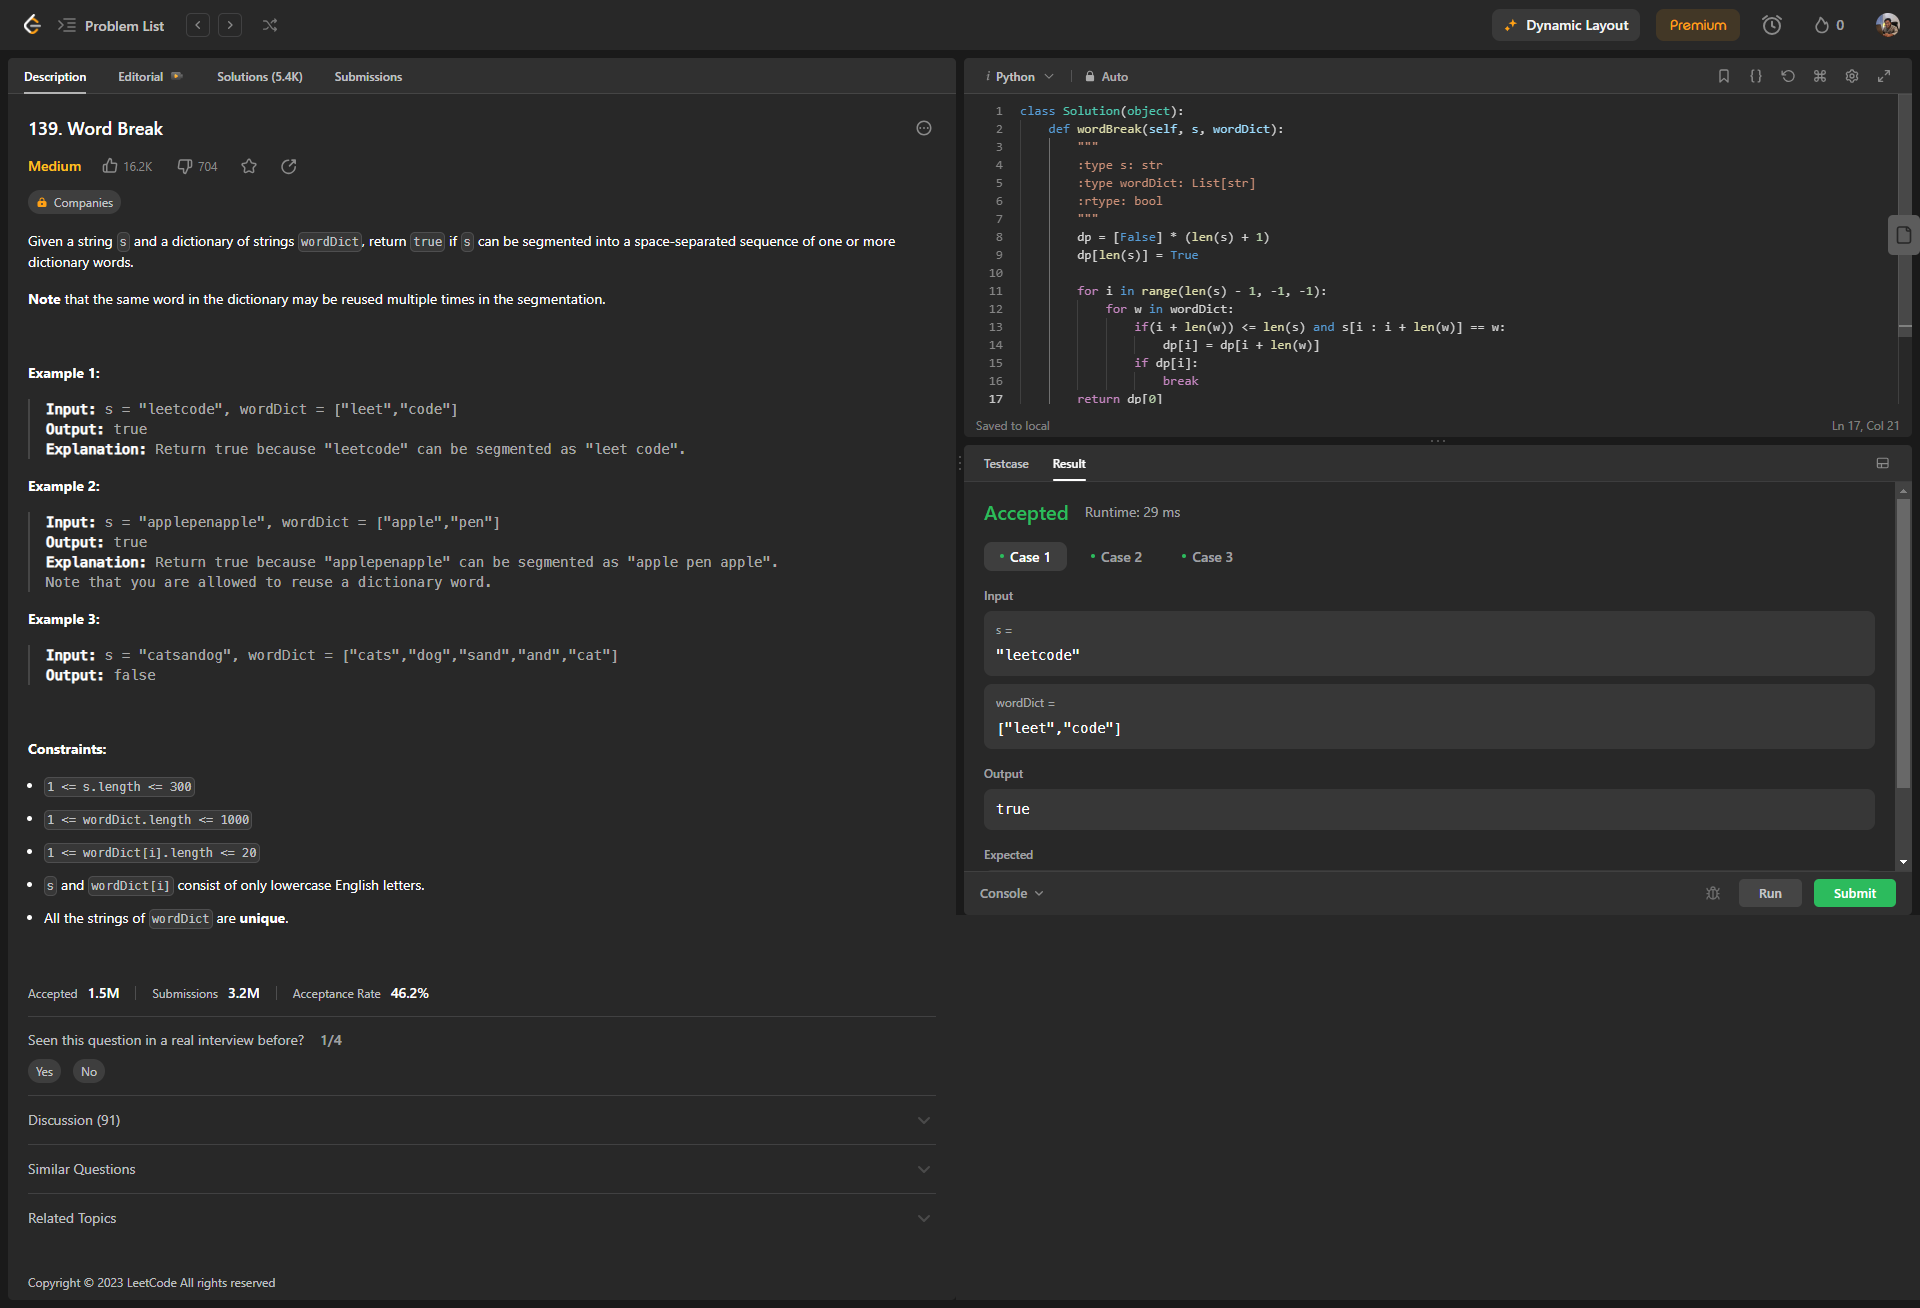 Problem List
Dynamic Layout
Premium
0
Description
Editorial
Solutions (5.4K)
Submissions
139. Word Break
Medium
16.2K
704
Companies
Given a string s and a dictionary of strings wordDict, return true if s can be segmented into a space-separated sequence of one or more
dictionary words.
Note that the same word in the dictionary may be reused multiple times in the segmentation.
Example 1:
Input: s = "leetcode", wordDict = ["leet","code"]
Output: true
Explanation: Return true because "leetcode" can be segmented as "leet code".
Example 2:
Input: s = "applepenapple", wordDict = ["apple","pen"]
Output: true
Explanation: Return true because "applepenapple" can be segmented as "apple pen apple".
Note that you are allowed to reuse a dictionary word.
Example 3:
Input: s = "catsandog", wordDict = ["cats","dog","sand","and","cat"]
Output: false
Constraints:
• 1 <= s.length <= 300
• 1 <= wordDict.length <= 1000
• 1 <= wordDict[i].length <= 20
• s and wordDict[i] consist of only lowercase English letters.
• All the strings of wordDict are unique.
Accepted 1.5M
Submissions 3.2M
Acceptance Rate 46.2%
Seen this question in a real interview before? 1/4
Yes
No
Discussion (91)
Similar Questions
Related Topics
Copyright © 2023 LeetCode All rights reserved
i Python
Auto
1 class Solution(object):
2     def wordBreak(self, s, wordDict):
3         """
4         :type s: str
5         :type wordDict: List[str]
6         :rtype: bool
7         """
8         dp = [False] * (len(s) + 1)
9         dp[len(s)] = True
10
11         for i in range(len(s) - 1, -1, -1):
12             for w in wordDict:
13                 if(i + len(w)) <= len(s) and s[i : i + len(w)] == w:
14                     dp[i] = dp[i + len(w)]
15                 if dp[i]:
16                     break
17         return dp[0]
Saved to local
Ln 17, Col 21
Testcase
Result
Accepted
Runtime: 29 ms
• Case 1
• Case 2
• Case 3
Input
s =
"leetcode"
wordDict =
["leet","code"]
Output
true
Expected
Console
Run
Submit